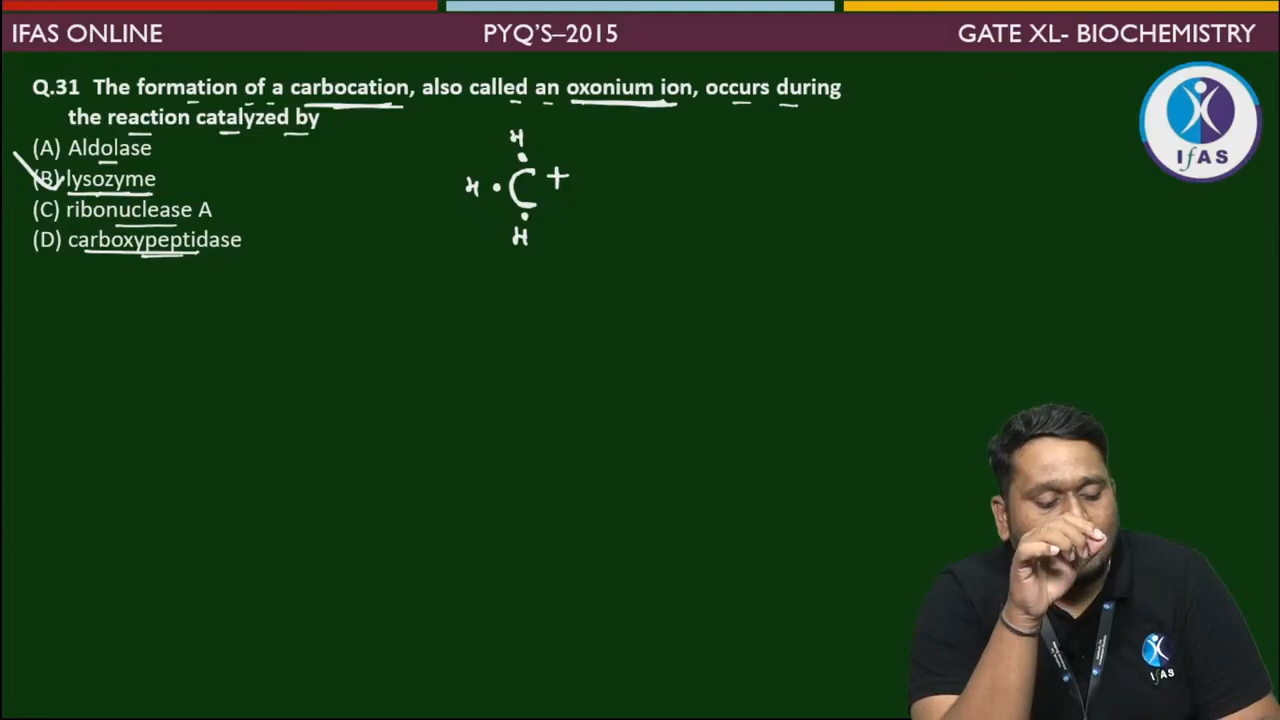 IFAS ONLINE PYQ'S–2015 GATE XL- BIOCHEMISTRY
Q.31 The formation of a carbocation, also called an oxonium ion, occurs during
the reaction catalyzed by
(A) Aldolase
(B) lysozyme
(C) ribonuclease A
(D) carboxypeptidase
H
H C +
H
IfAS
IfAS